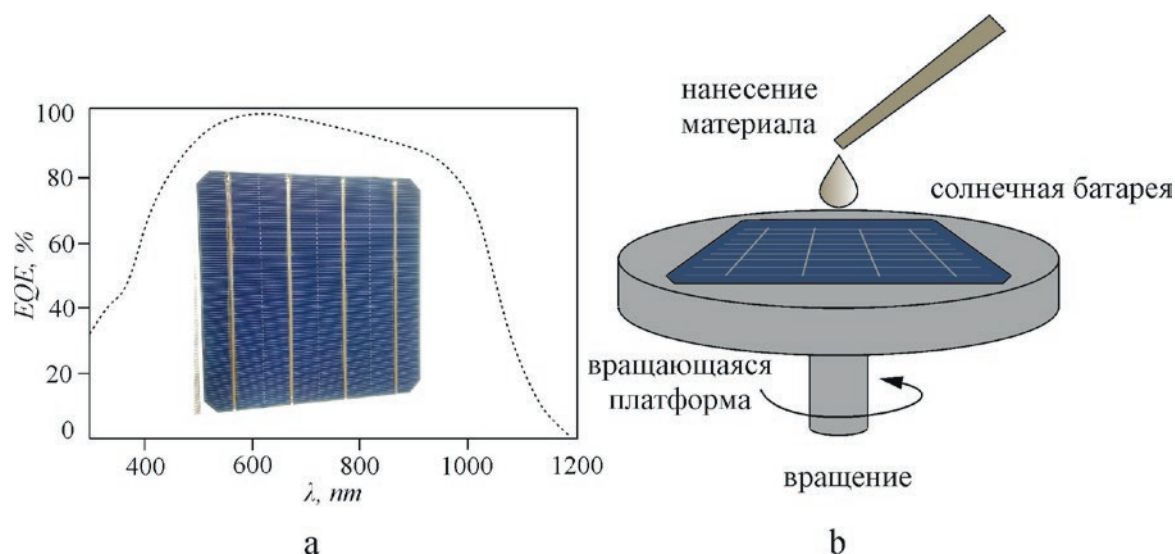 100
80
60
40
20
0
EQE, %
400
600
800
1000
1200
λ, nm
a
нанесение
материала
солнечная батарея
вращающаяся
платформа
вращение
b